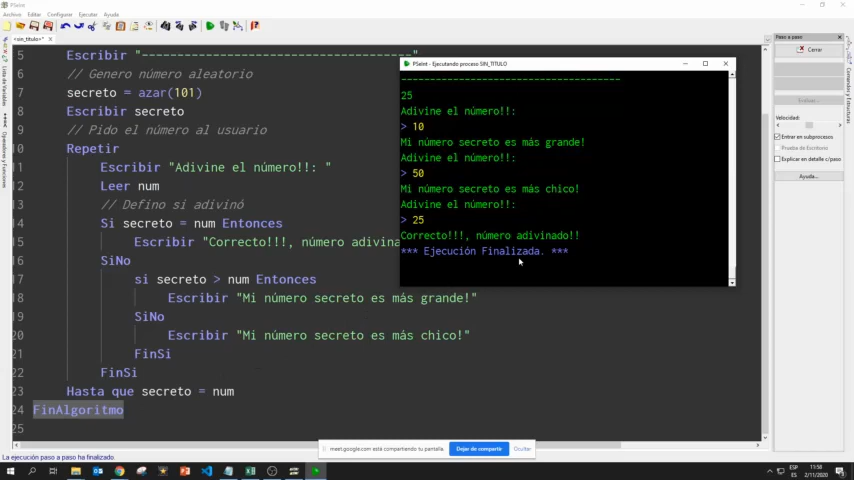 PSeInt
Archivo Editar Configurar Ejecutar Ayuda
<sin_titulo>*
5 Escribir "-------------------------------------"
6 // Genero número aleatorio
7 secreto = azar(101)
8 Escribir secreto
9 // Pido el número al usuario
10 Repetir
11 Escribir "Adivine el número!!: "
12 Leer num
13 // Defino si adivinó
14 Si secreto = num Entonces
15 Escribir "Correcto!!!, número adivina
16 SiNo
17 si secreto > num Entonces
18 Escribir "Mi número secreto es más grande!"
19 SiNo
20 Escribir "Mi número secreto es más chico!"
21 FinSi
22 FinSi
23 Hasta que secreto = num
24 FinAlgoritmo
25
Lista de Variables
Operadores y Funciones
PSeInt - Ejecutando proceso SIN_TITULO
-------------------------------------
25
Adivine el número!!:
> 10
Mi número secreto es más grande!
Adivine el número!!:
> 50
Mi número secreto es más chico!
Adivine el número!!:
> 25
Correcto!!!, número adivinado!!
*** Ejecución Finalizada. ***
Paso a paso
Cerrar
Evaluar...
Velocidad:
Entrar en subprocesos
Prueba de Escritorio
Explicar en detalle c/paso
Ayuda...
Comandos y Estructuras
La ejecución paso a paso ha finalizado.
meet.google.com está compartiendo tu pantalla.
Dejar de compartir
Ocultar
ESP
ES
11:58
2/11/2020